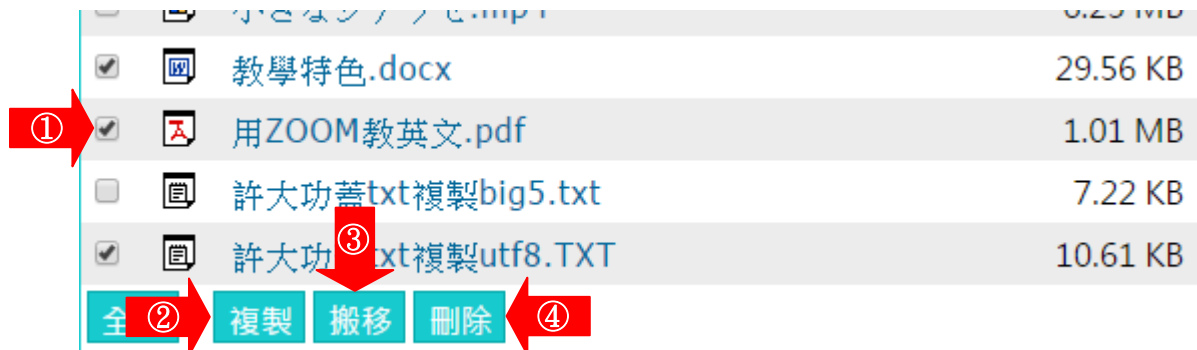 教學特色.docx 29.56 KB
① 用ZOOM教英文.pdf 1.01 MB
許大功蓋txt複製big5.txt 7.22 KB
③
許大功 txt複製utf8.TXT 10.61 KB
全 ② 複製 搬移 刪除 ④